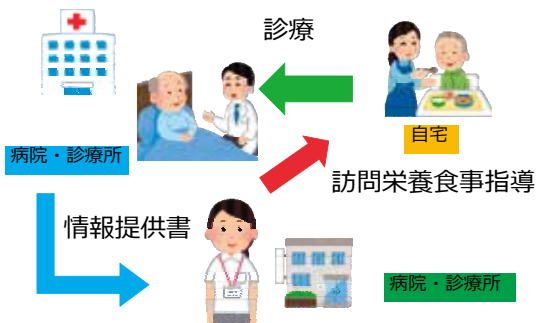 診療
自宅
病院・診療所
訪問栄養食事指導
情報提供書
病院・診療所